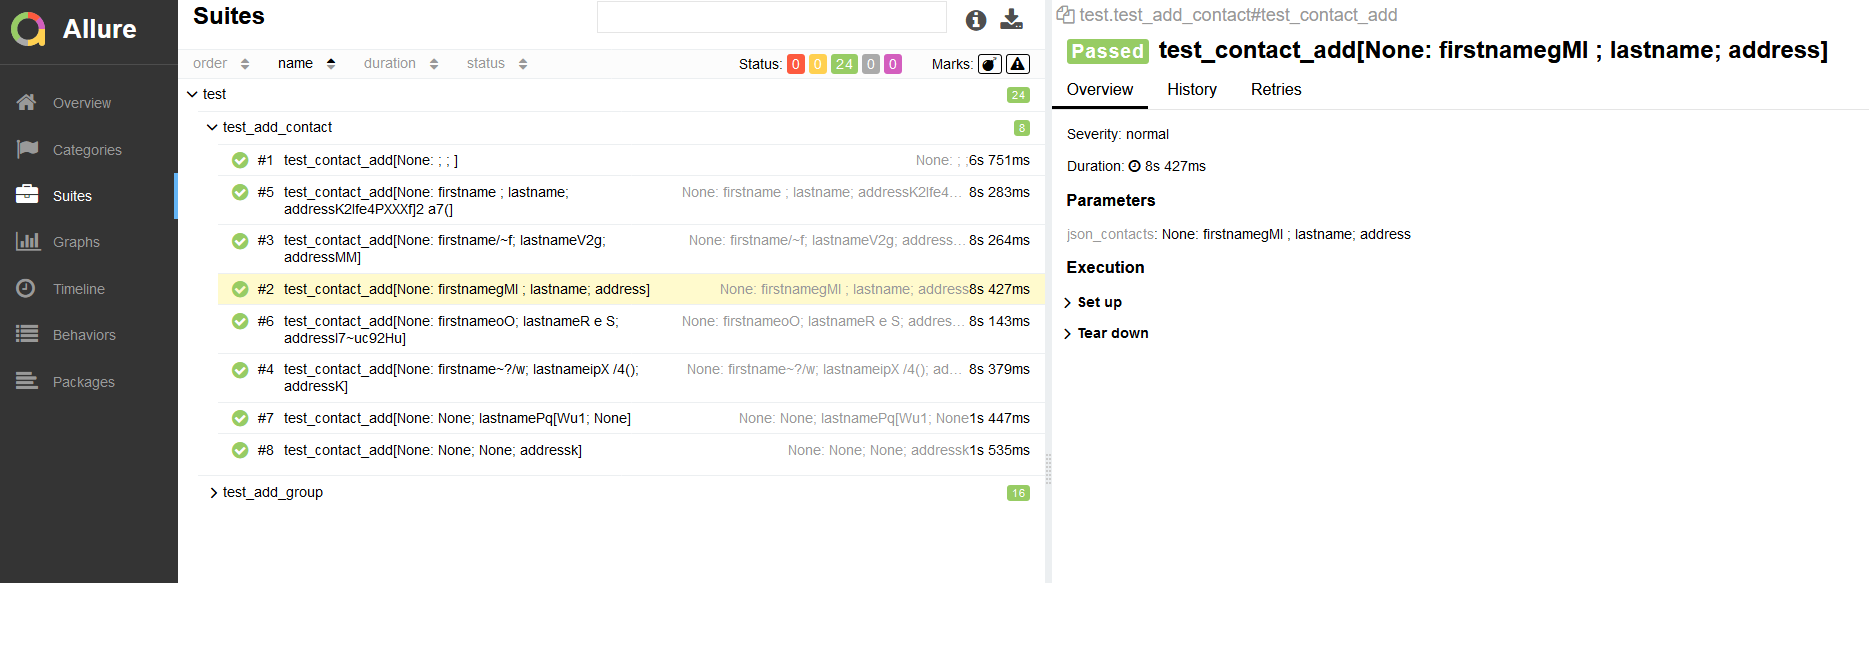 Allure
Overview
Categories
Suites
Graphs
Timeline
Behaviors
Packages
Suites
order name duration status Status: 0 0 24 0 0 Marks:
test 24
test_add_contact 8
#1 test_contact_add[None: ; ; ] None: ; ; 6s 751ms
#5 test_contact_add[None: firstname ; lastname; None: firstname ; lastname; addressK2lfe4... 8s 283ms
addressK2lfe4PXXXf]2 a7(]
#3 test_contact_add[None: firstname/~f; lastnameV2g; None: firstname/~f; lastnameV2g; address... 8s 264ms
addressMM]
#2 test_contact_add[None: firstnamegMl ; lastname; address] None: firstnamegMl ; lastname; address 8s 427ms
#6 test_contact_add[None: firstnameoO; lastnameR e S; None: firstnameoO; lastnameR e S; addres... 8s 143ms
addressl7~uc92Hu]
#4 test_contact_add[None: firstname~?/w; lastnameipX /4(); None: firstname~?/w; lastnameipX /4(); ad... 8s 379ms
addressK]
#7 test_contact_add[None: None; lastnamePq[Wu1; None] None: None; lastnamePq[Wu1; None 1s 447ms
#8 test_contact_add[None: None; None; addressk] None: None; None; addressk 1s 535ms
test_add_group 16
test.test_add_contact#test_contact_add
Passed test_contact_add[None: firstnamegMl ; lastname; address]
Overview History Retries
Severity: normal
Duration: 8s 427ms
Parameters
json_contacts: None: firstnamegMl ; lastname; address
Execution
Set up
Tear down